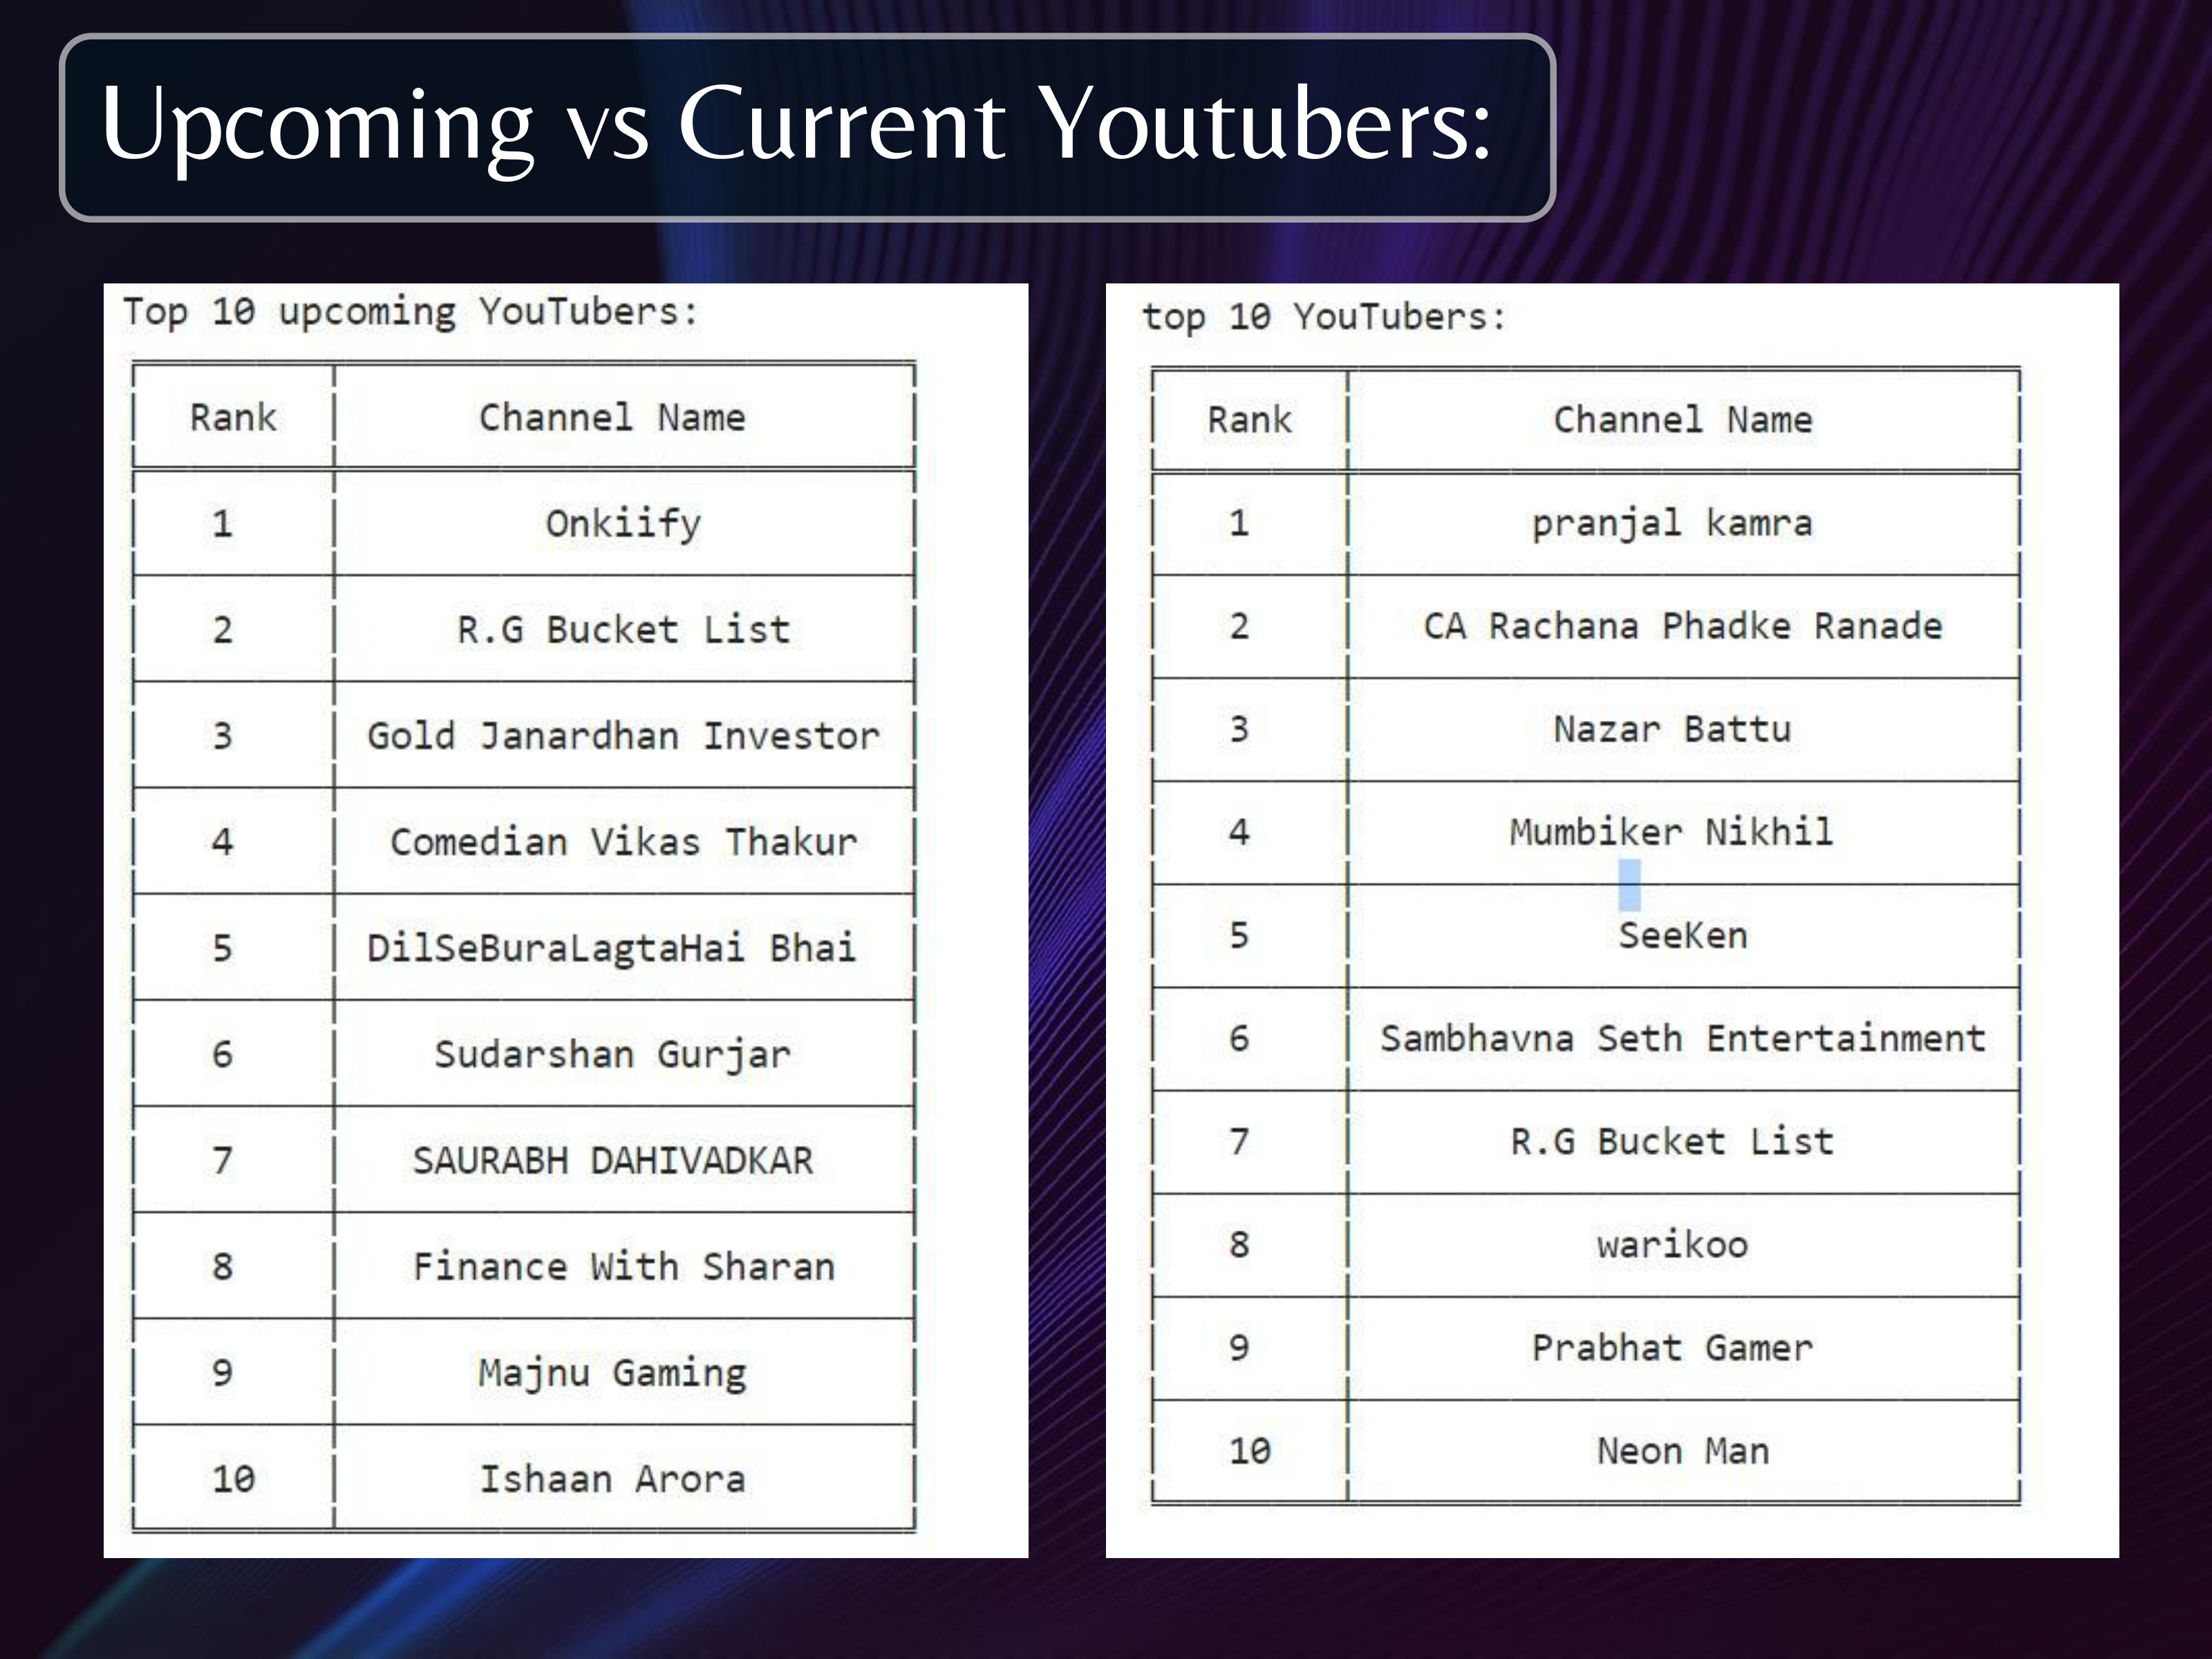 Upcoming vs Current Youtubers:
Top 10 upcoming YouTubers:
Rank Channel Name
1 Onkiify
2 R.G Bucket List
3 Gold Janardhan Investor
4 Comedian Vikas Thakur
5 DilSeBuraLagtaHai Bhai
6 Sudarshan Gurjar
7 SAURABH DAHIVADKAR
8 Finance With Sharan
9 Majnu Gaming
10 Ishaan Arora
top 10 YouTubers:
Rank Channel Name
1 pranjal kamra
2 CA Rachana Phadke Ranade
3 Nazar Battu
4 Mumbiker Nikhil
5 SeeKen
6 Sambhavna Seth Entertainment
7 R.G Bucket List
8 warikoo
9 Prabhat Gamer
10 Neon Man